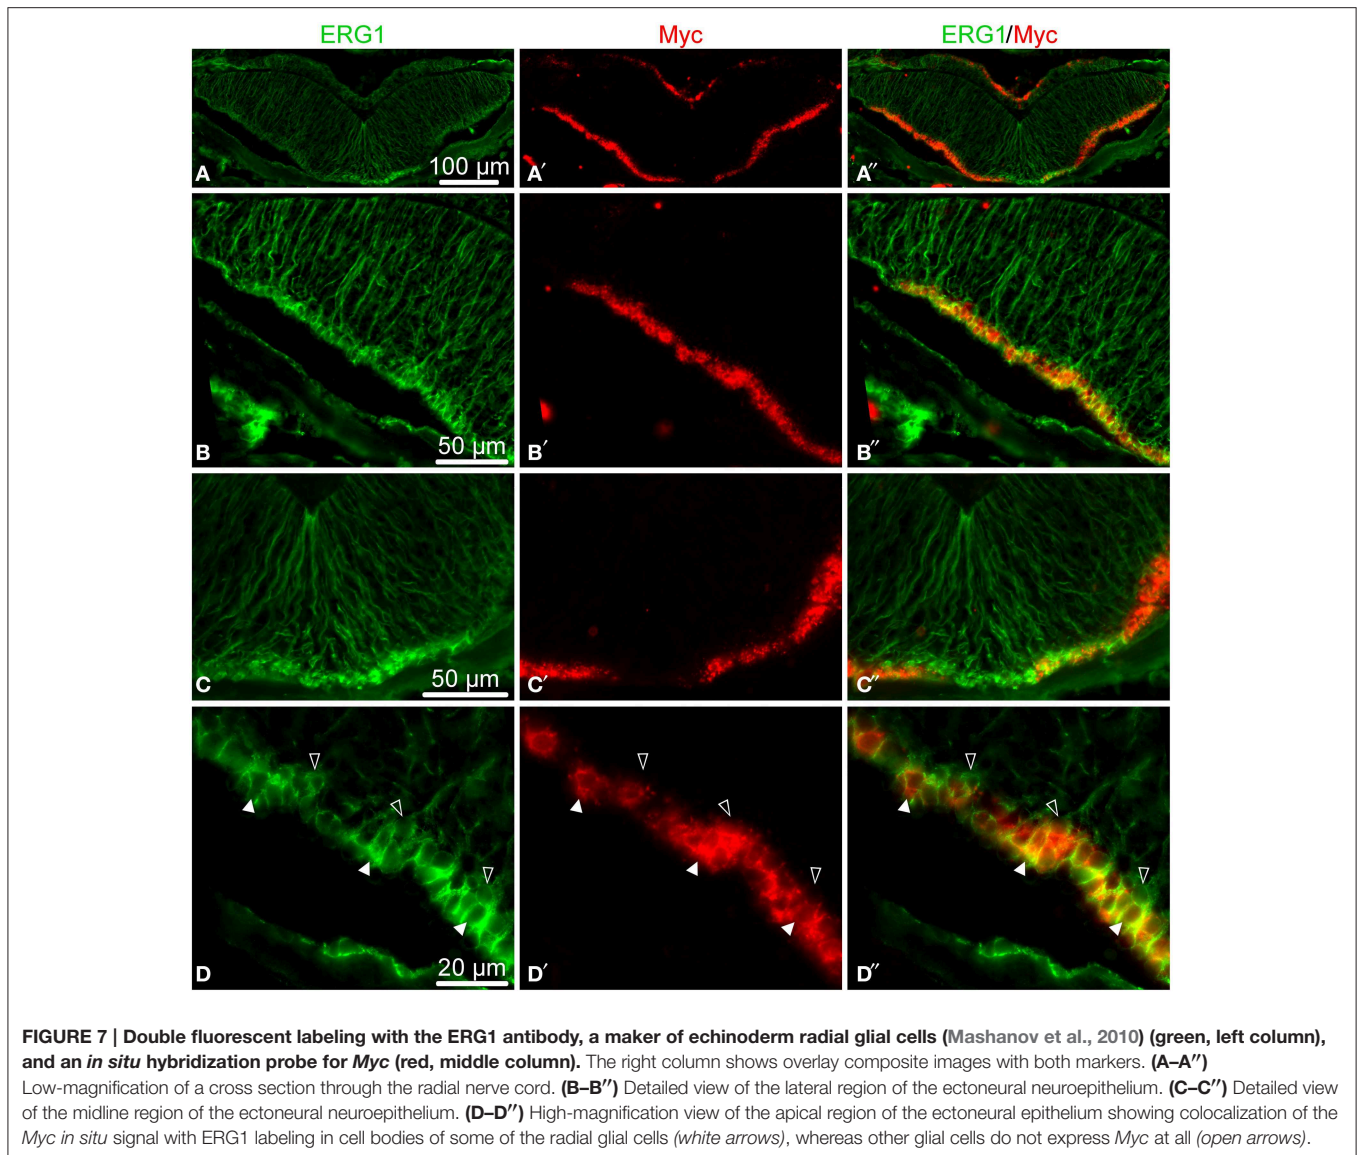 ERG1 Myc ERG1/Myc
100 µm
A A′ A″
50 µm
B B′ B″
50 µm
C C′ C″
20 µm
D D′ D″
FIGURE 7 | Double fluorescent labeling with the ERG1 antibody, a maker of echinoderm radial glial cells (Mashanov et al., 2010) (green, left column),
and an in situ hybridization probe for Myc (red, middle column). The right column shows overlay composite images with both markers. (A–A″)
Low-magnification of a cross section through the radial nerve cord. (B–B″) Detailed view of the lateral region of the ectoneural neuroepithelium. (C–C″) Detailed view
of the midline region of the ectoneural neuroepithelium. (D–D″) High-magnification view of the apical region of the ectoneural epithelium showing colocalization of the
Myc in situ signal with ERG1 labeling in cell bodies of some of the radial glial cells (white arrows), whereas other glial cells do not express Myc at all (open arrows).